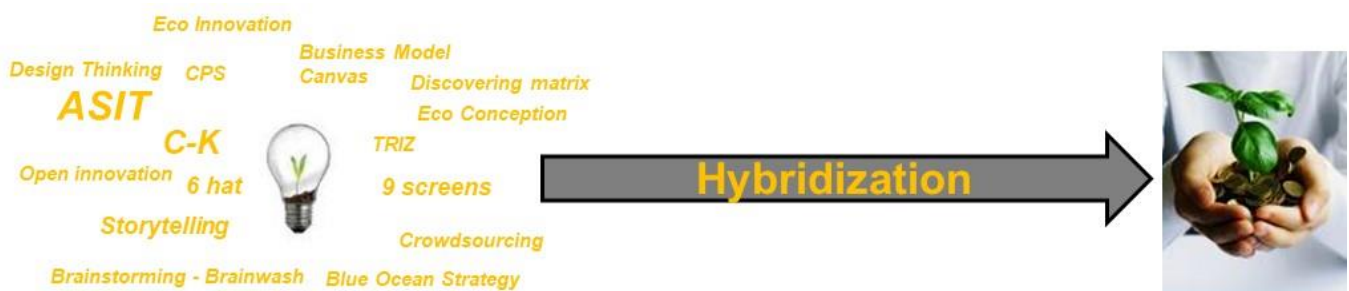 Eco Innovation
Business Model
Canvas
Design Thinking
CPS
Discovering matrix
ASIT
Eco Conception
C-K
TRIZ
Open innovation
6 hat
9 screens
Hybridization
Storytelling
Crowdsourcing
Brainstorming - Brainwash
Blue Ocean Strategy